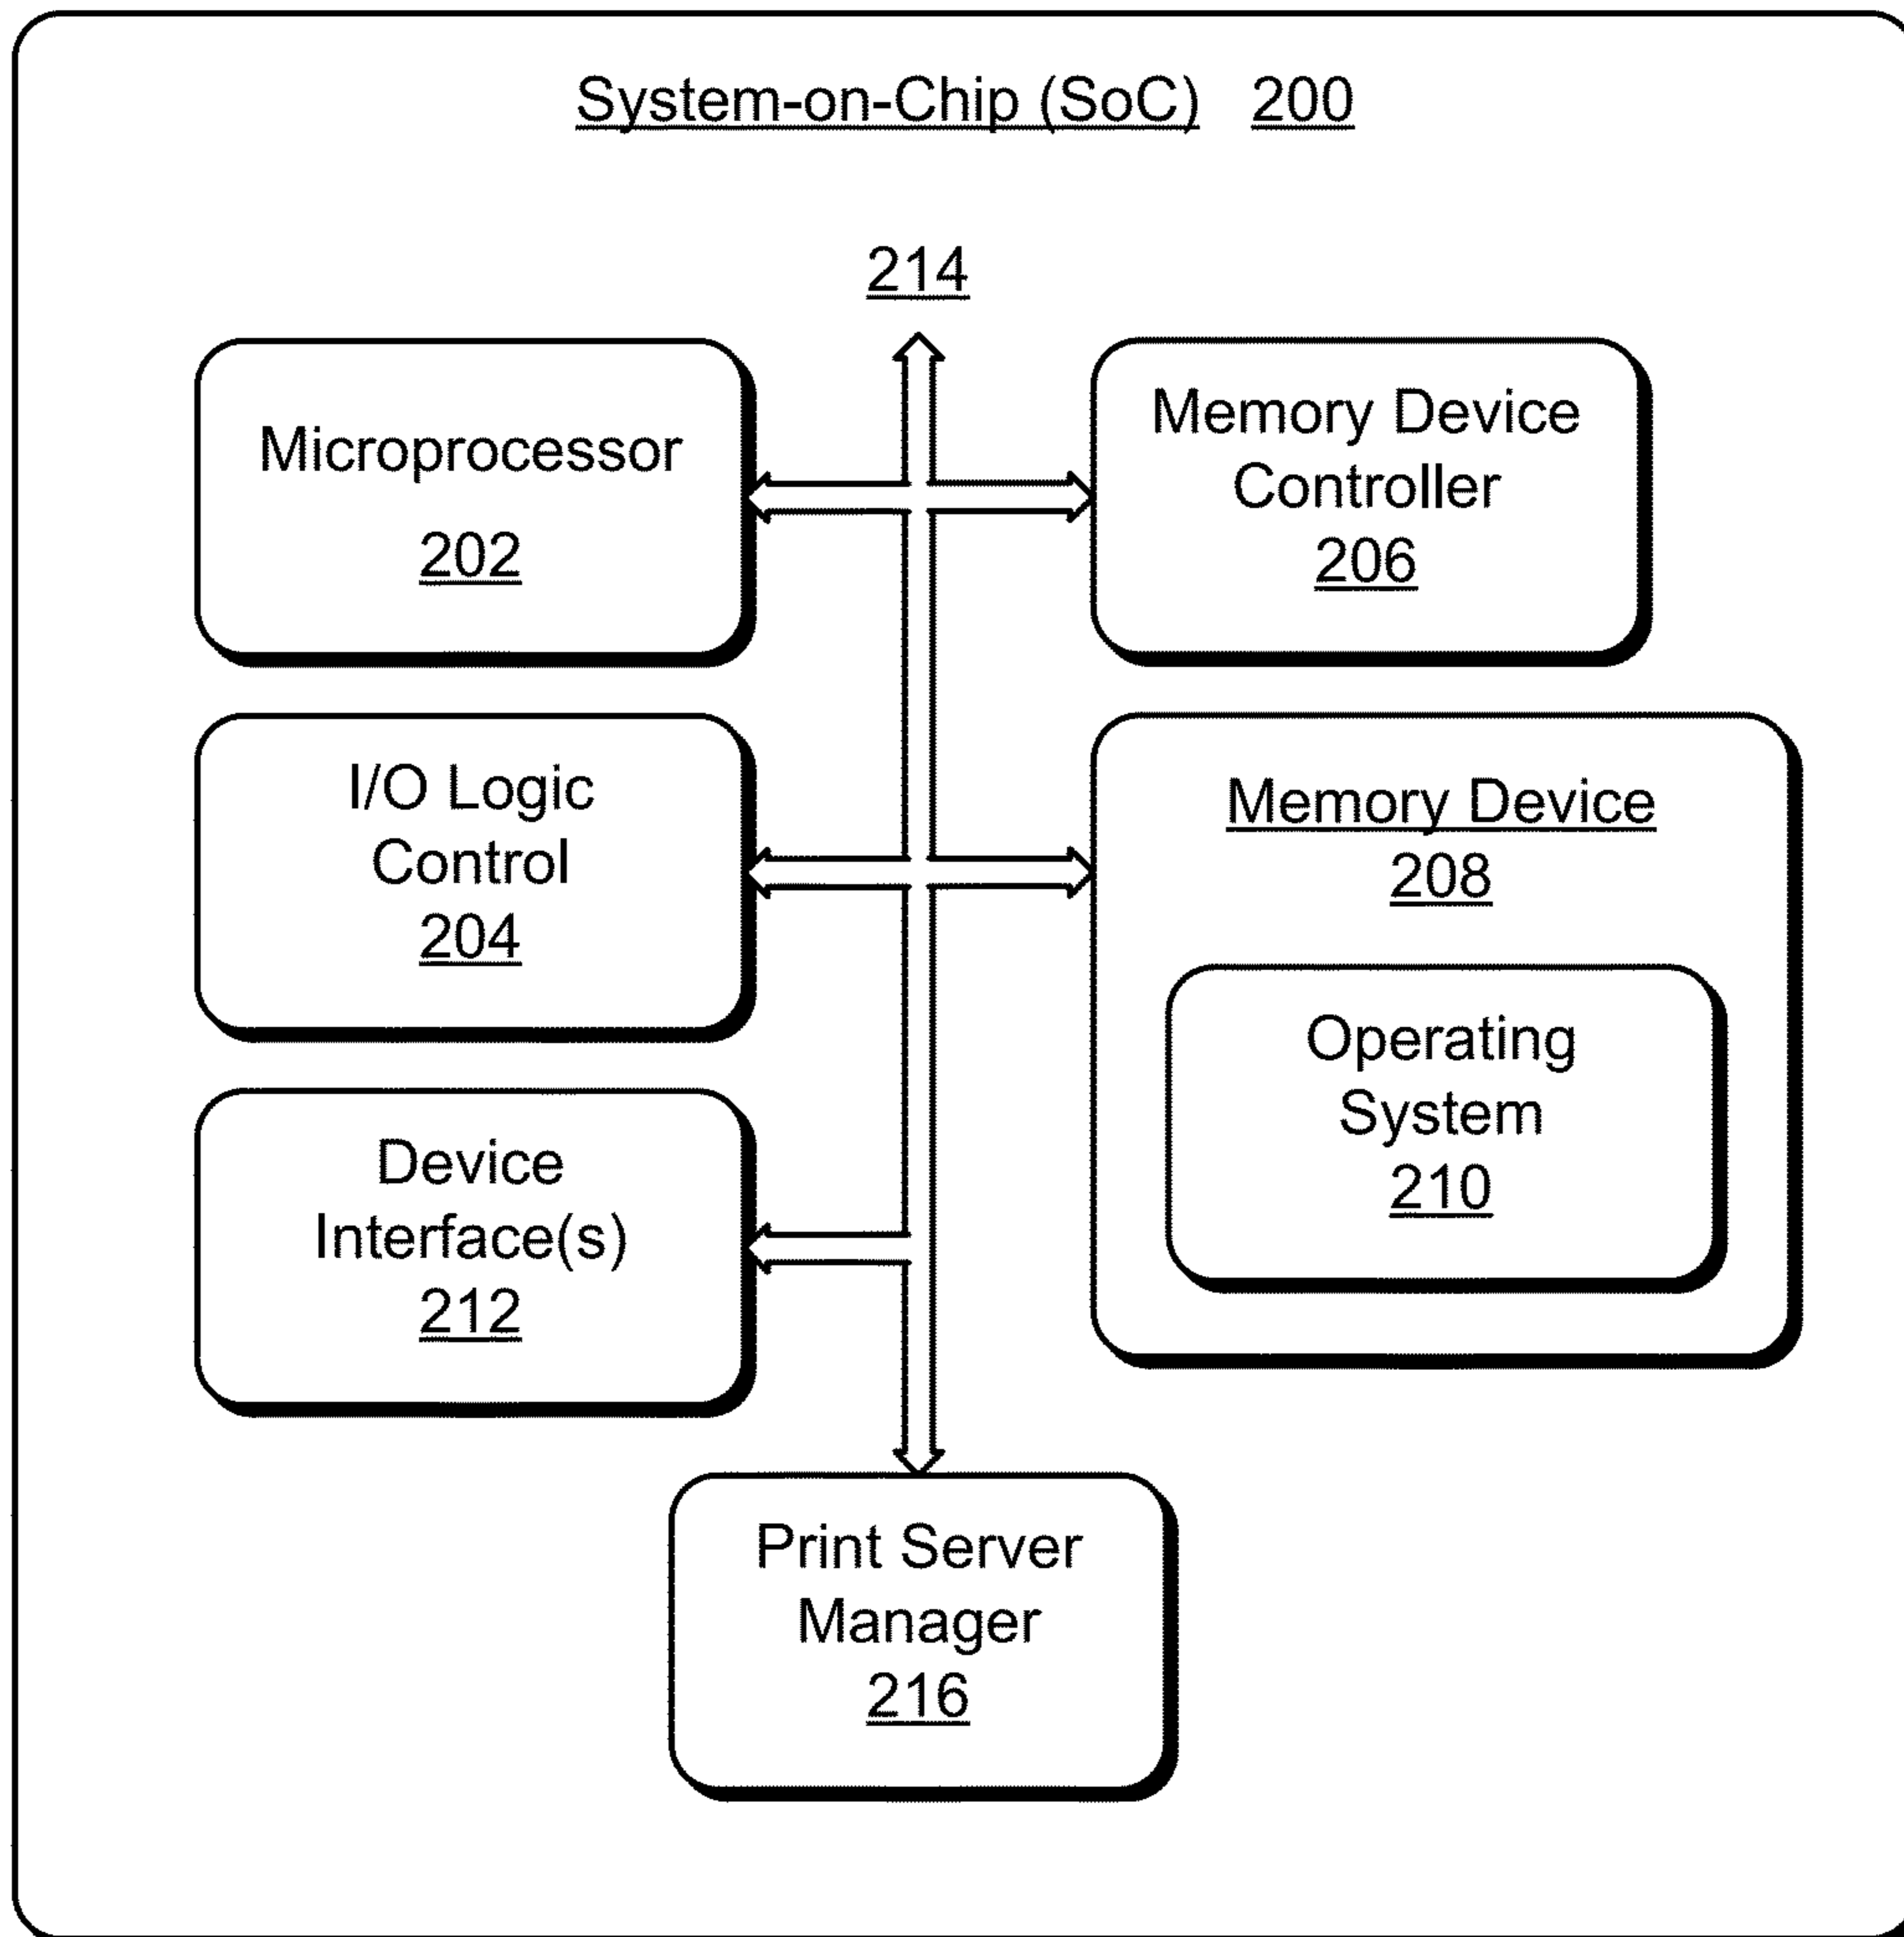 System-on-Chip (SoC) 200
214
Microprocessor
202
Memory Device
Controller
206
I/O Logic
Control
204
Memory Device
208
Operating
System
210
Device
Interface(s)
212
Print Server
Manager
216